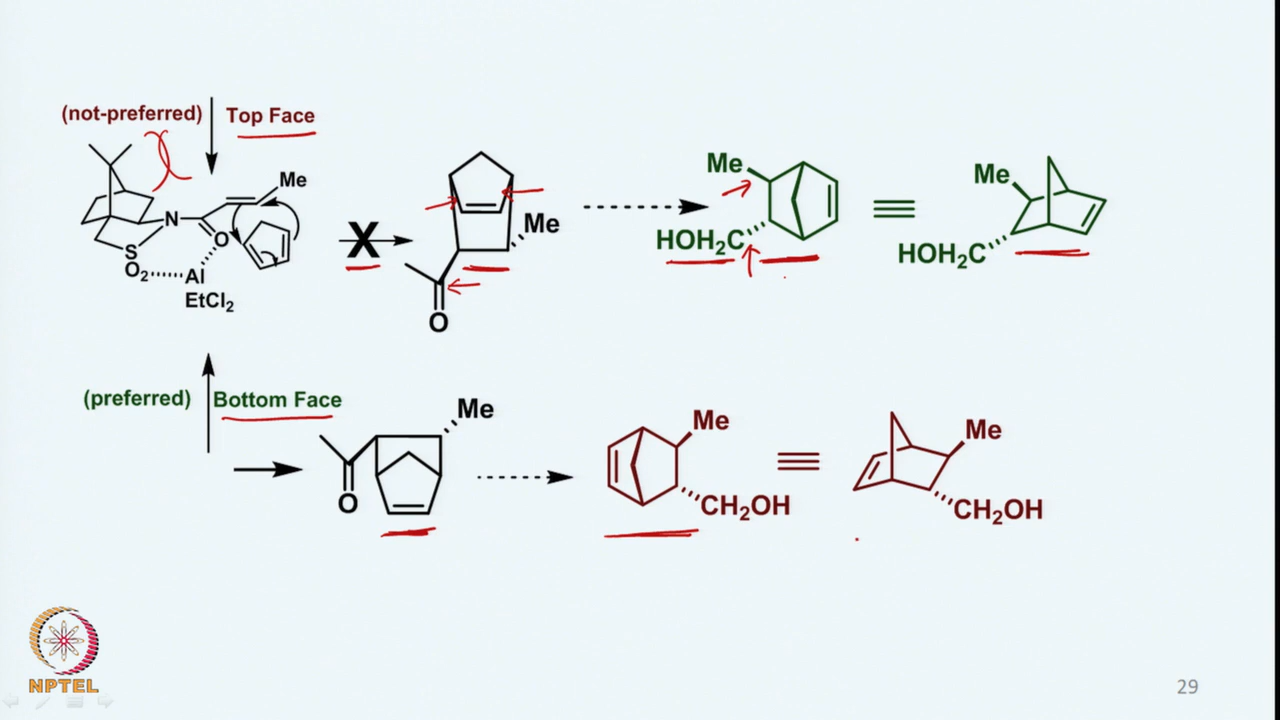 (not-preferred)
Top Face
Me
N
O
S
O2
Al
EtCl2
X
Me
O
Me
HOH2C
Me
HOH2C
(preferred)
Bottom Face
Me
O
Me
CH2OH
Me
CH2OH
NPTEL
29